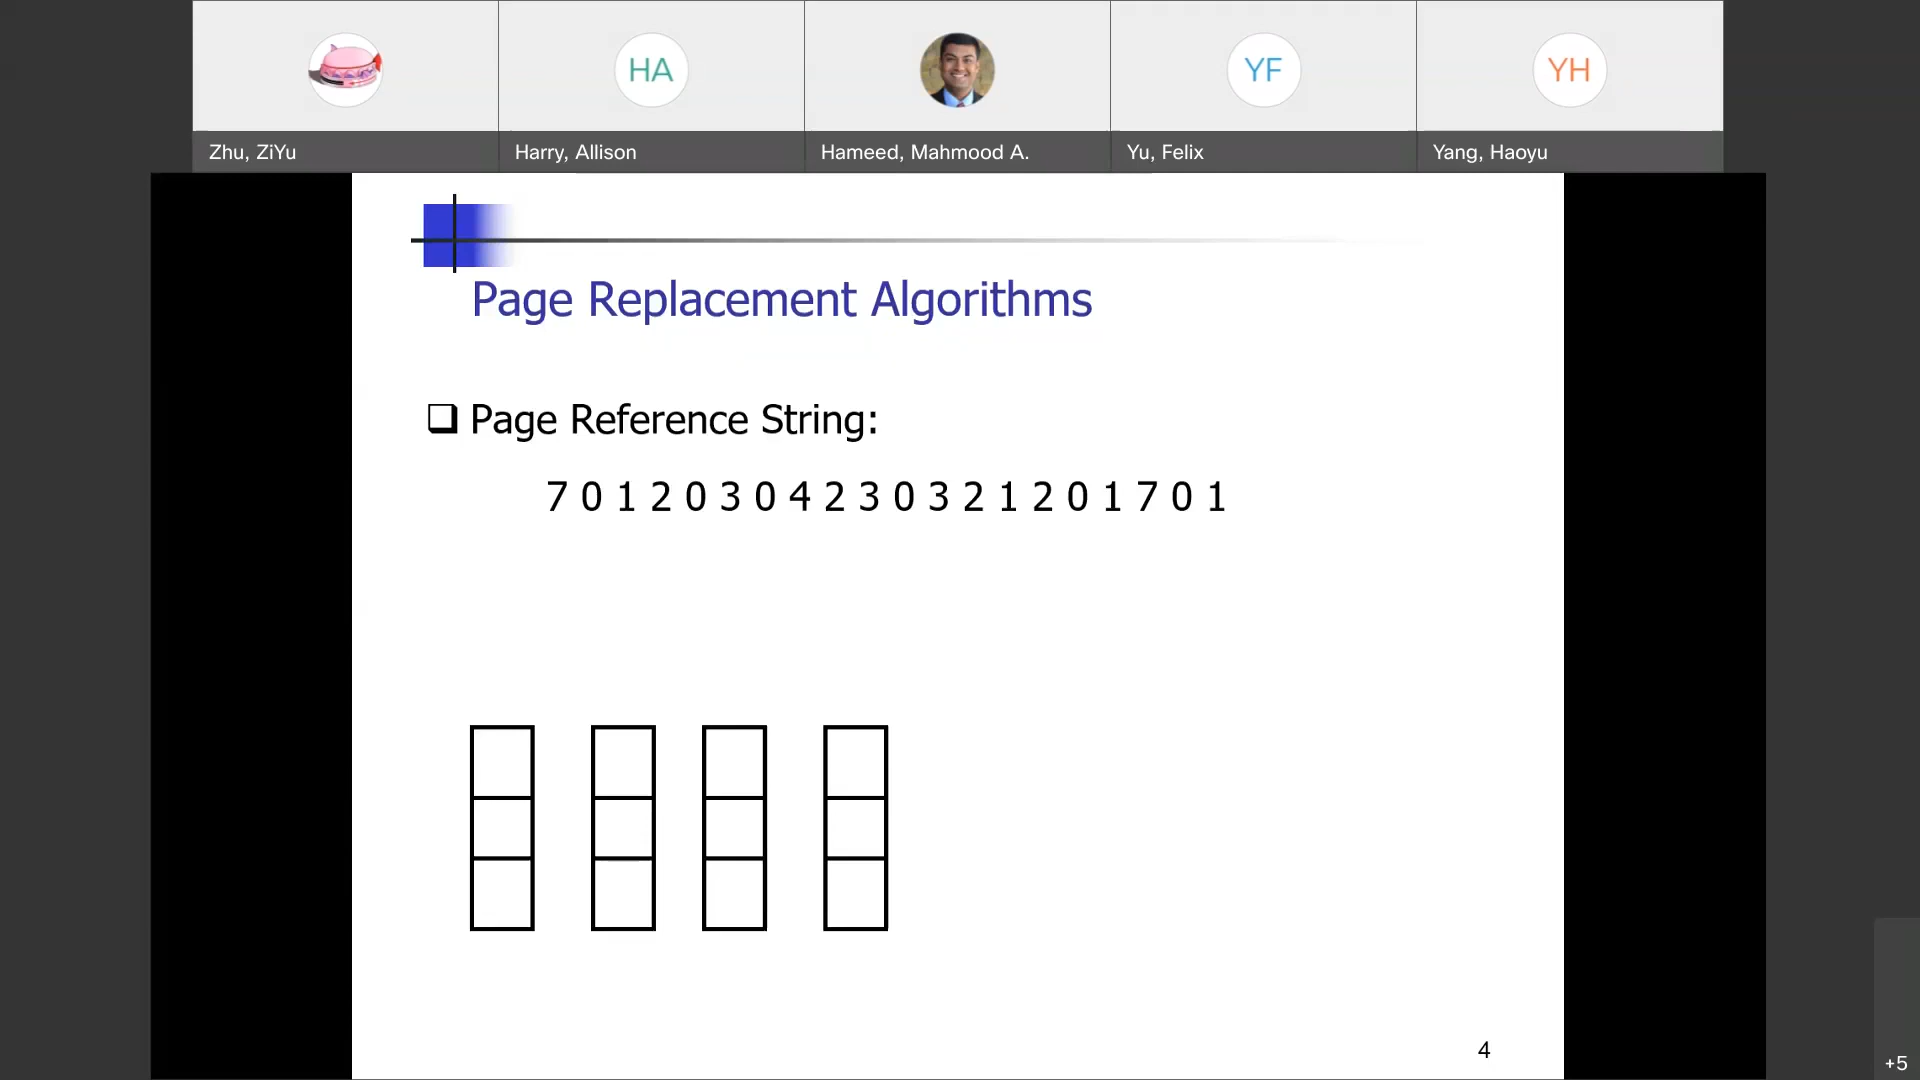 HA
YF
YH
Zhu, ZiYu
Harry, Allison
Hameed, Mahmood A.
Yu, Felix
Yang, Haoyu
Page Replacement Algorithms
Page Reference String:
7 0 1 2 0 3 0 4 2 3 0 3 2 1 2 0 1 7 0 1
4
+5